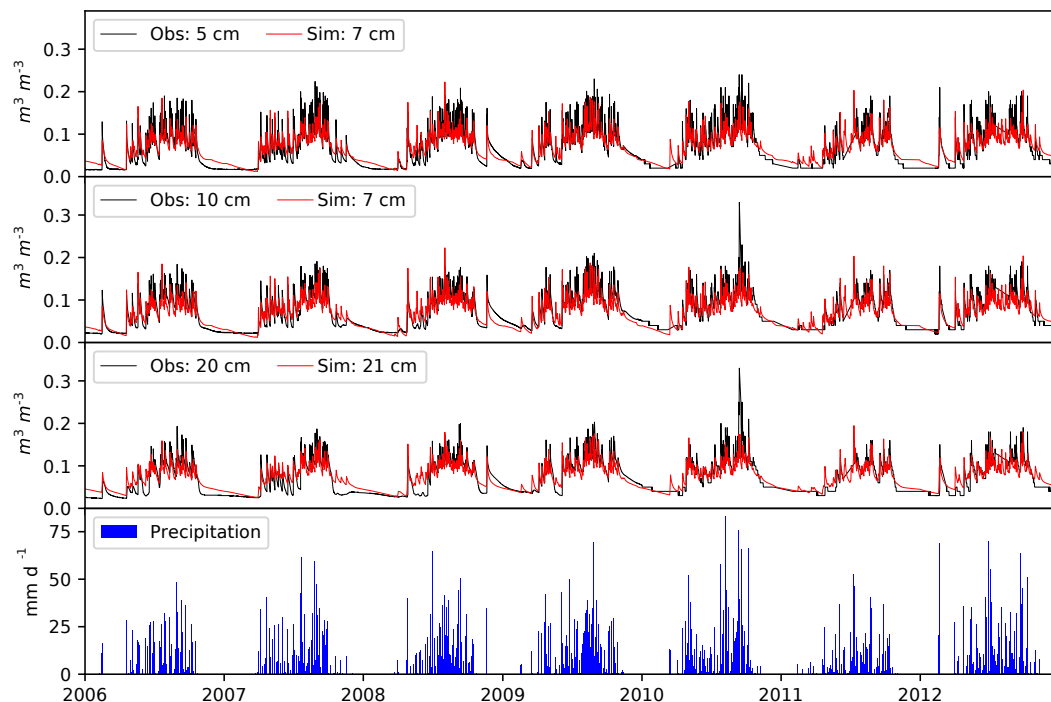 Obs: 5 cm Sim: 7 cm
0.3
0.2
0.1
0.0
m³ m⁻³
Obs: 10 cm Sim: 7 cm
0.3
0.2
0.1
0.0
m³ m⁻³
Obs: 20 cm Sim: 21 cm
0.3
0.2
0.1
0.0
m³ m⁻³
Precipitation
75
50
25
0
mm d ⁻¹
2006 2007 2008 2009 2010 2011 2012